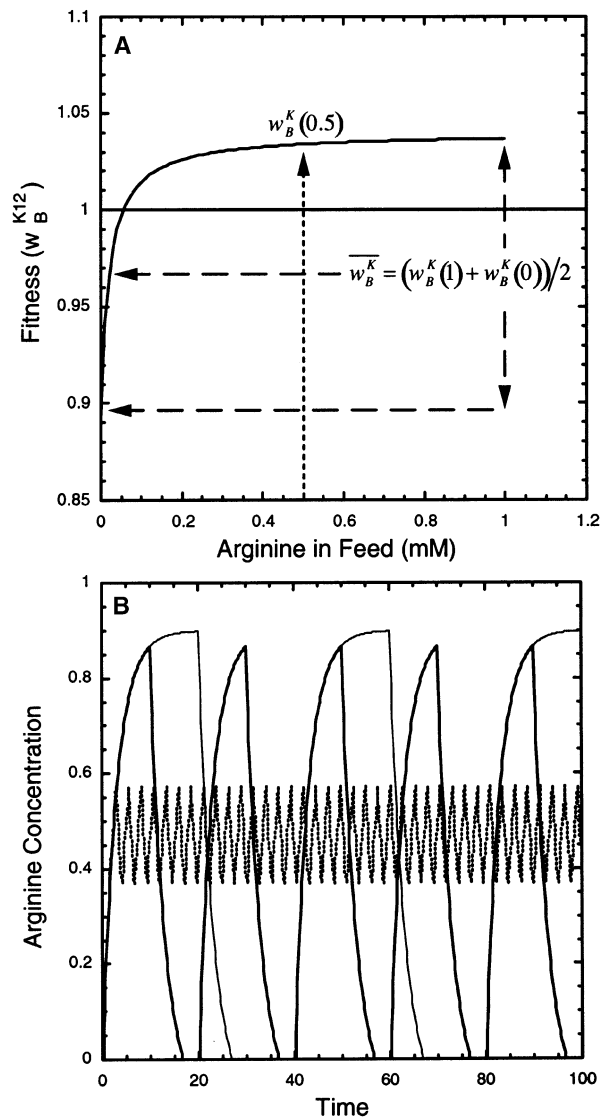 A
1.1
1.05
1
0.95
0.9
0.85
Fitness (w_B^{K12})
w_B^K(0.5)
\overline{w_B^K} = (w_B^K(1) + w_B^K(0))/2
0 0.2 0.4 0.6 0.8 1 1.2
Arginine in Feed (mM)
B
1
0.8
0.6
0.4
0.2
0
Arginine Concentration
0 20 40 60 80 100
Time